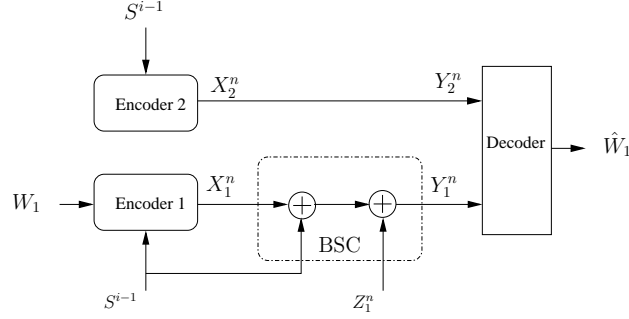 S^{i-1}
Encoder 2
X_2^n
Y_2^n
Decoder
Ŵ_1
W_1
Encoder 1
X_1^n
Y_1^n
+
+
BSC
S^{i-1}
Z_1^n